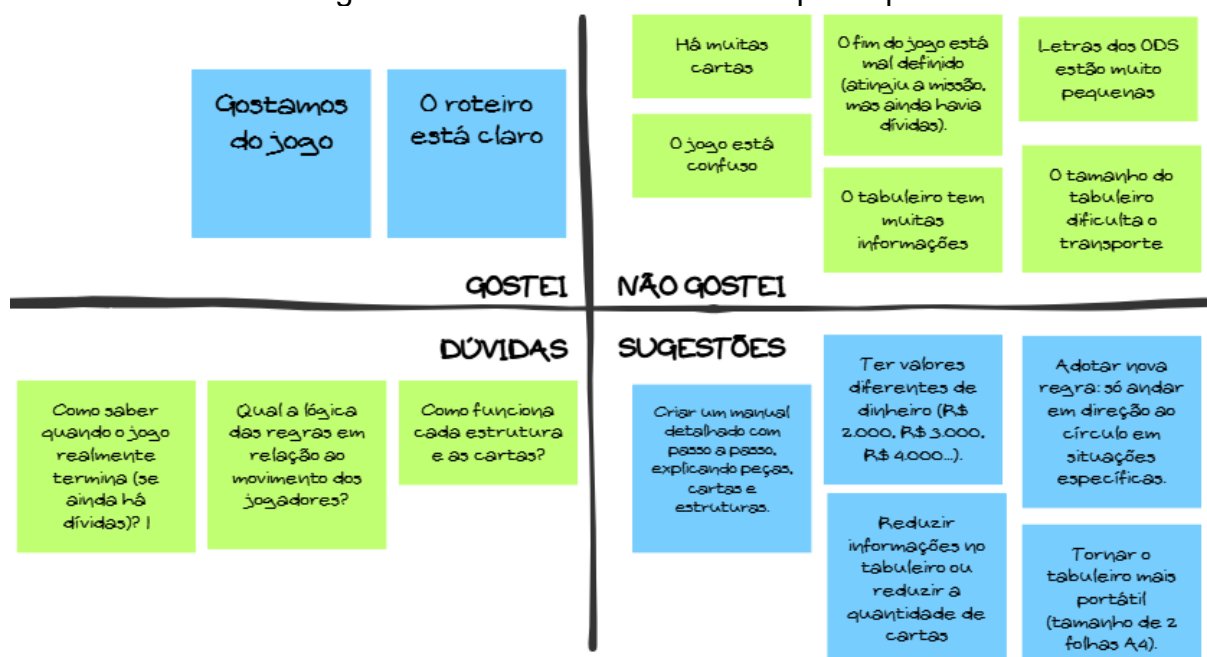 Gostamos
do jogo
O roteiro
está claro
GOSTEI
Há muitas
cartas
O jogo está
confuso
O fim do jogo está
mal definido
(atingiu a missão,
mas ainda havia
dívidas).
O tabuleiro tem
muitas
informações
Letras dos ODS
estão muito
pequenas
O tamanho do
tabuleiro
dificulta o
transporte
NÃO GOSTEI
DÚVIDAS
Como saber
quando o jogo
realmente
termina (se
ainda há
dívidas)? |
Qual a lógica
das regras em
relação ao
movimento dos
jogadores?
Como funciona
cada estrutura
e as cartas?
SUGESTÕES
Criar um manual
detalhado com
passo a passo,
explicando peças,
cartas e
estruturas.
Ter valores
diferentes de
dinheiro (R$
2.000, R$ 3.000,
R$ 4.000...).
Reduzir
informações no
tabuleiro ou
reduzir a
quantidade de
cartas
Adotar nova
regra: só andar
em direção ao
círculo em
situações
específicas.
Tornar o
tabuleiro mais
portátil
(tamanho de 2
folhas A4).